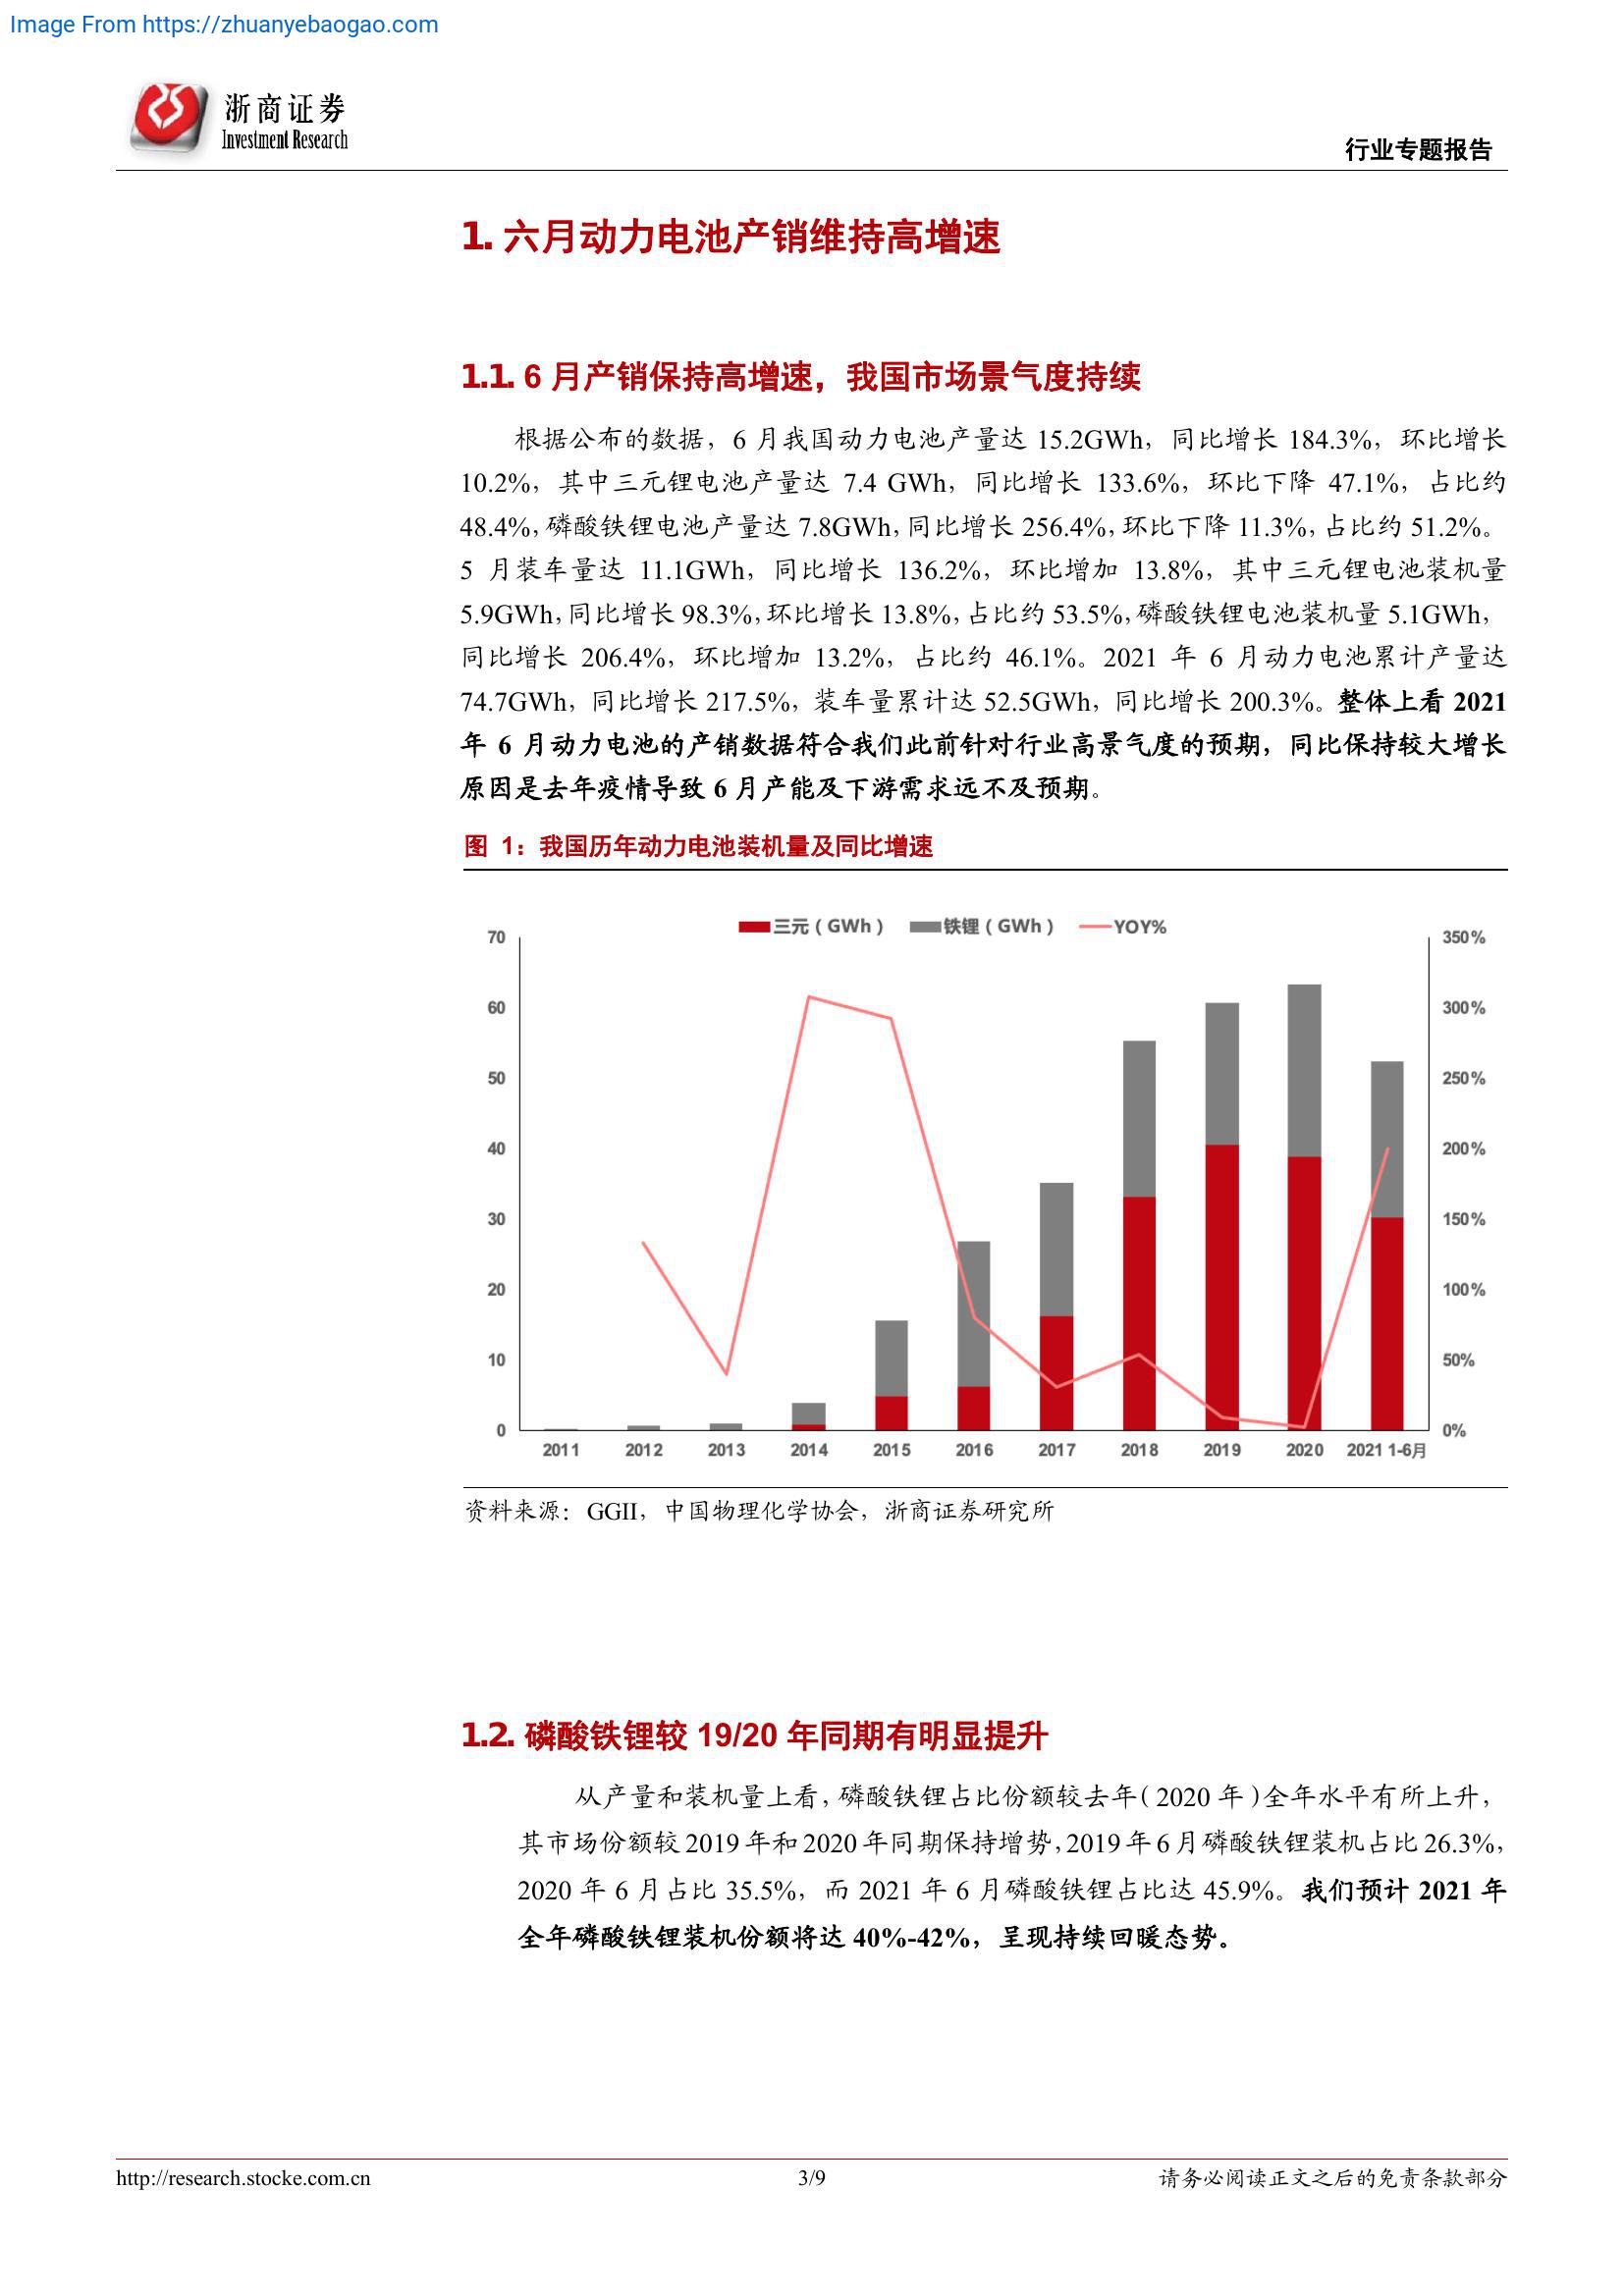 Image From https://zhuanyebaogao.com
浙商证券
Investment Research
行业专题报告
1. 六月动力电池产销维持高增速
1.1. 6 月产销保持高增速，我国市场景气度持续
根据公布的数据，6 月我国动力电池产量达 15.2GWh，同比增长 184.3%，环比增长
10.2%，其中三元锂电池产量达 7.4 GWh，同比增长 133.6%，环比下降 47.1%，占比约
48.4%，磷酸铁锂电池产量达 7.8GWh，同比增长 256.4%，环比下降 11.3%，占比约 51.2%。
5 月装车量达 11.1GWh，同比增长 136.2%，环比增加 13.8%，其中三元锂电池装机量
5.9GWh，同比增长 98.3%，环比增长 13.8%，占比约 53.5%，磷酸铁锂电池装机量 5.1GWh，
同比增长 206.4%，环比增加 13.2%，占比约 46.1%。2021 年 6 月动力电池累计产量达
74.7GWh，同比增长 217.5%，装车量累计达 52.5GWh，同比增长 200.3%。整体上看 2021
年 6 月动力电池的产销数据符合我们此前针对行业高景气度的预期，同比保持较大增长
原因是去年疫情导致 6 月产能及下游需求远不及预期。
图 1：我国历年动力电池装机量及同比增速
三元（GWh） 铁锂（GWh） YOY%
70 350%
60 300%
50 250%
40 200%
30 150%
20 100%
10 50%
0 0%
2011 2012 2013 2014 2015 2016 2017 2018 2019 2020 2021 1-6月
资料来源：GGII，中国物理化学协会，浙商证券研究所
1.2. 磷酸铁锂较 19/20 年同期有明显提升
从产量和装机量上看，磷酸铁锂占比份额较去年（2020 年）全年水平有所上升，
其市场份额较 2019 年和 2020 年同期保持增势，2019 年 6 月磷酸铁锂装机占比 26.3%，
2020 年 6 月占比 35.5%，而 2021 年 6 月磷酸铁锂占比达 45.9%。我们预计 2021 年
全年磷酸铁锂装机份额将达 40%-42%，呈现持续回暖态势。
http://research.stocke.com.cn 3/9 请务必阅读正文之后的免责条款部分